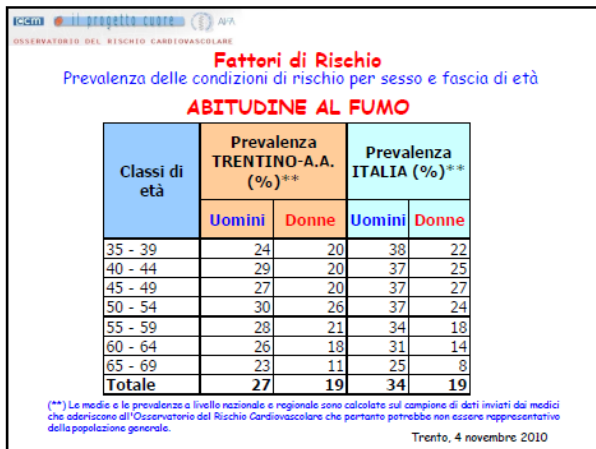 iccm il progetto cuore
OSSERVATORIO DEL RISCHIO CARDIOVASCOLARE
Fattori di Rischio
Prevalenza delle condizioni di rischio per sesso e fascia di età
ABITUDINE AL FUMO
Classi di età Prevalenza TRENTINO-A.A. (%)** Prevalenza ITALIA (%)**
Uomini Donne Uomini Donne
35 - 39 24 20 38 22
40 - 44 29 20 37 25
45 - 49 27 20 37 27
50 - 54 30 26 37 24
55 - 59 28 21 34 18
60 - 64 26 18 31 14
65 - 69 23 11 25 8
Totale 27 19 34 19
(**) Le medie e le prevalenze a livello nazionale e regionale sono calcolate sul campione di dati inviati dai medici
che aderiscono all'Osservatorio del Rischio Cardiovascolare che pertanto potrebbe non essere rappresentativo
della popolazione generale.
Trento, 4 novembre 2010